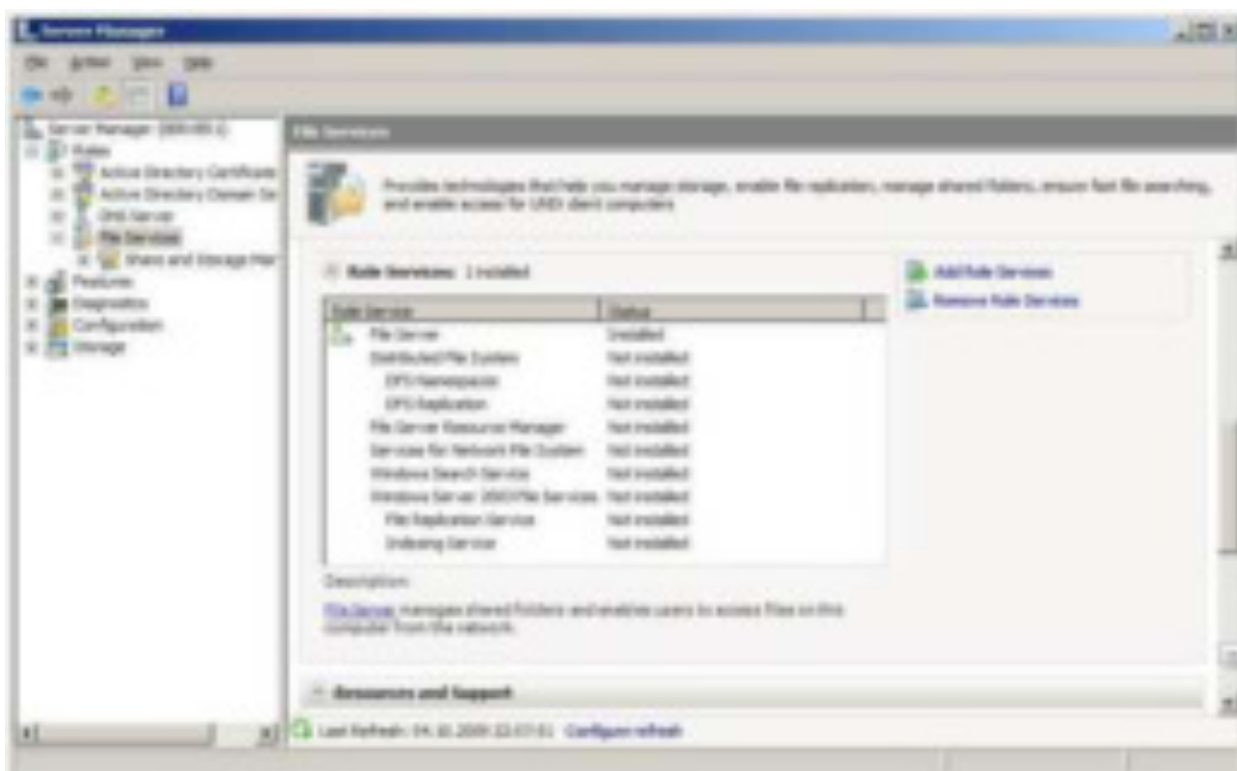 Server Manager
File Action View Help
Server Manager
Roles
Active Directory Certificate
Active Directory Domain Se
DNS Server
File Services
Share and Storage Man
Features
Diagnostics
Configuration
Storage
File Services
Provides technologies that help you manage storage, enable file replication, manage shared folders, ensure fast file searching,
and enable access for UNIX client computers
Role Services: 1 installed
Add Role Services
Remove Role Services
Role Service Status
File Server Installed
Distributed File System Not installed
DFS Namespaces Not installed
DFS Replication Not installed
File Server Resource Manager Not installed
Services for Network File System Not installed
Windows Search Service Not installed
Windows Server 2003 File Services Not installed
File Replication Service Not installed
Indexing Service Not installed
Description:
File Server manages shared folders and enables users to access files on this
computer from the network.
Resources and Support
Last Refresh: Configure refresh